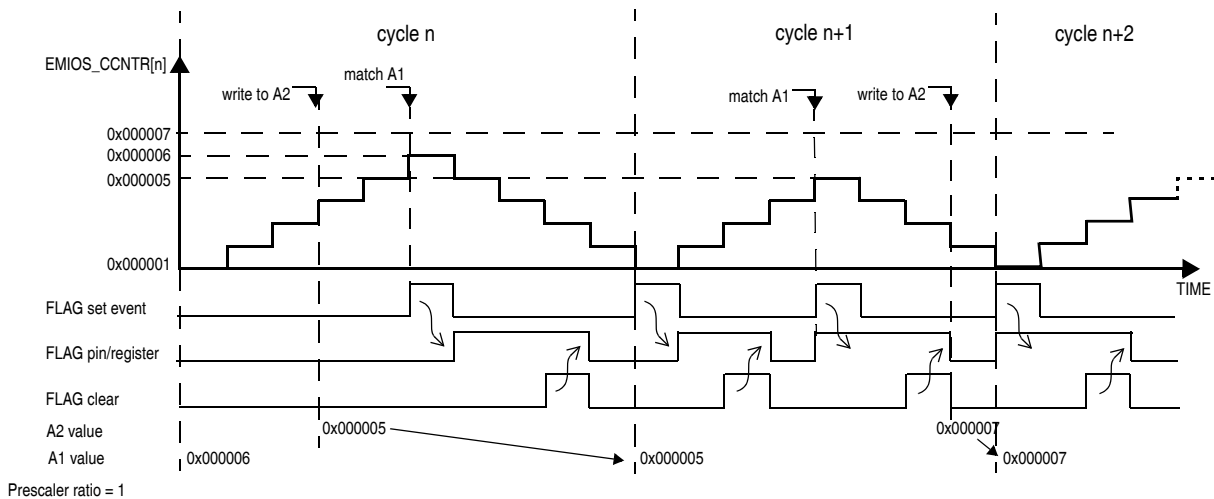 cycle n
cycle n+1
cycle n+2
EMIOS_CCNTR[n]
match A1
write to A2
match A1
write to A2
0x000007
0x000006
0x000005
0x000001
TIME
FLAG set event
FLAG pin/register
FLAG clear
A2 value
0x000005
0x000007
A1 value
0x000006
0x000005
0x000007
Prescaler ratio = 1